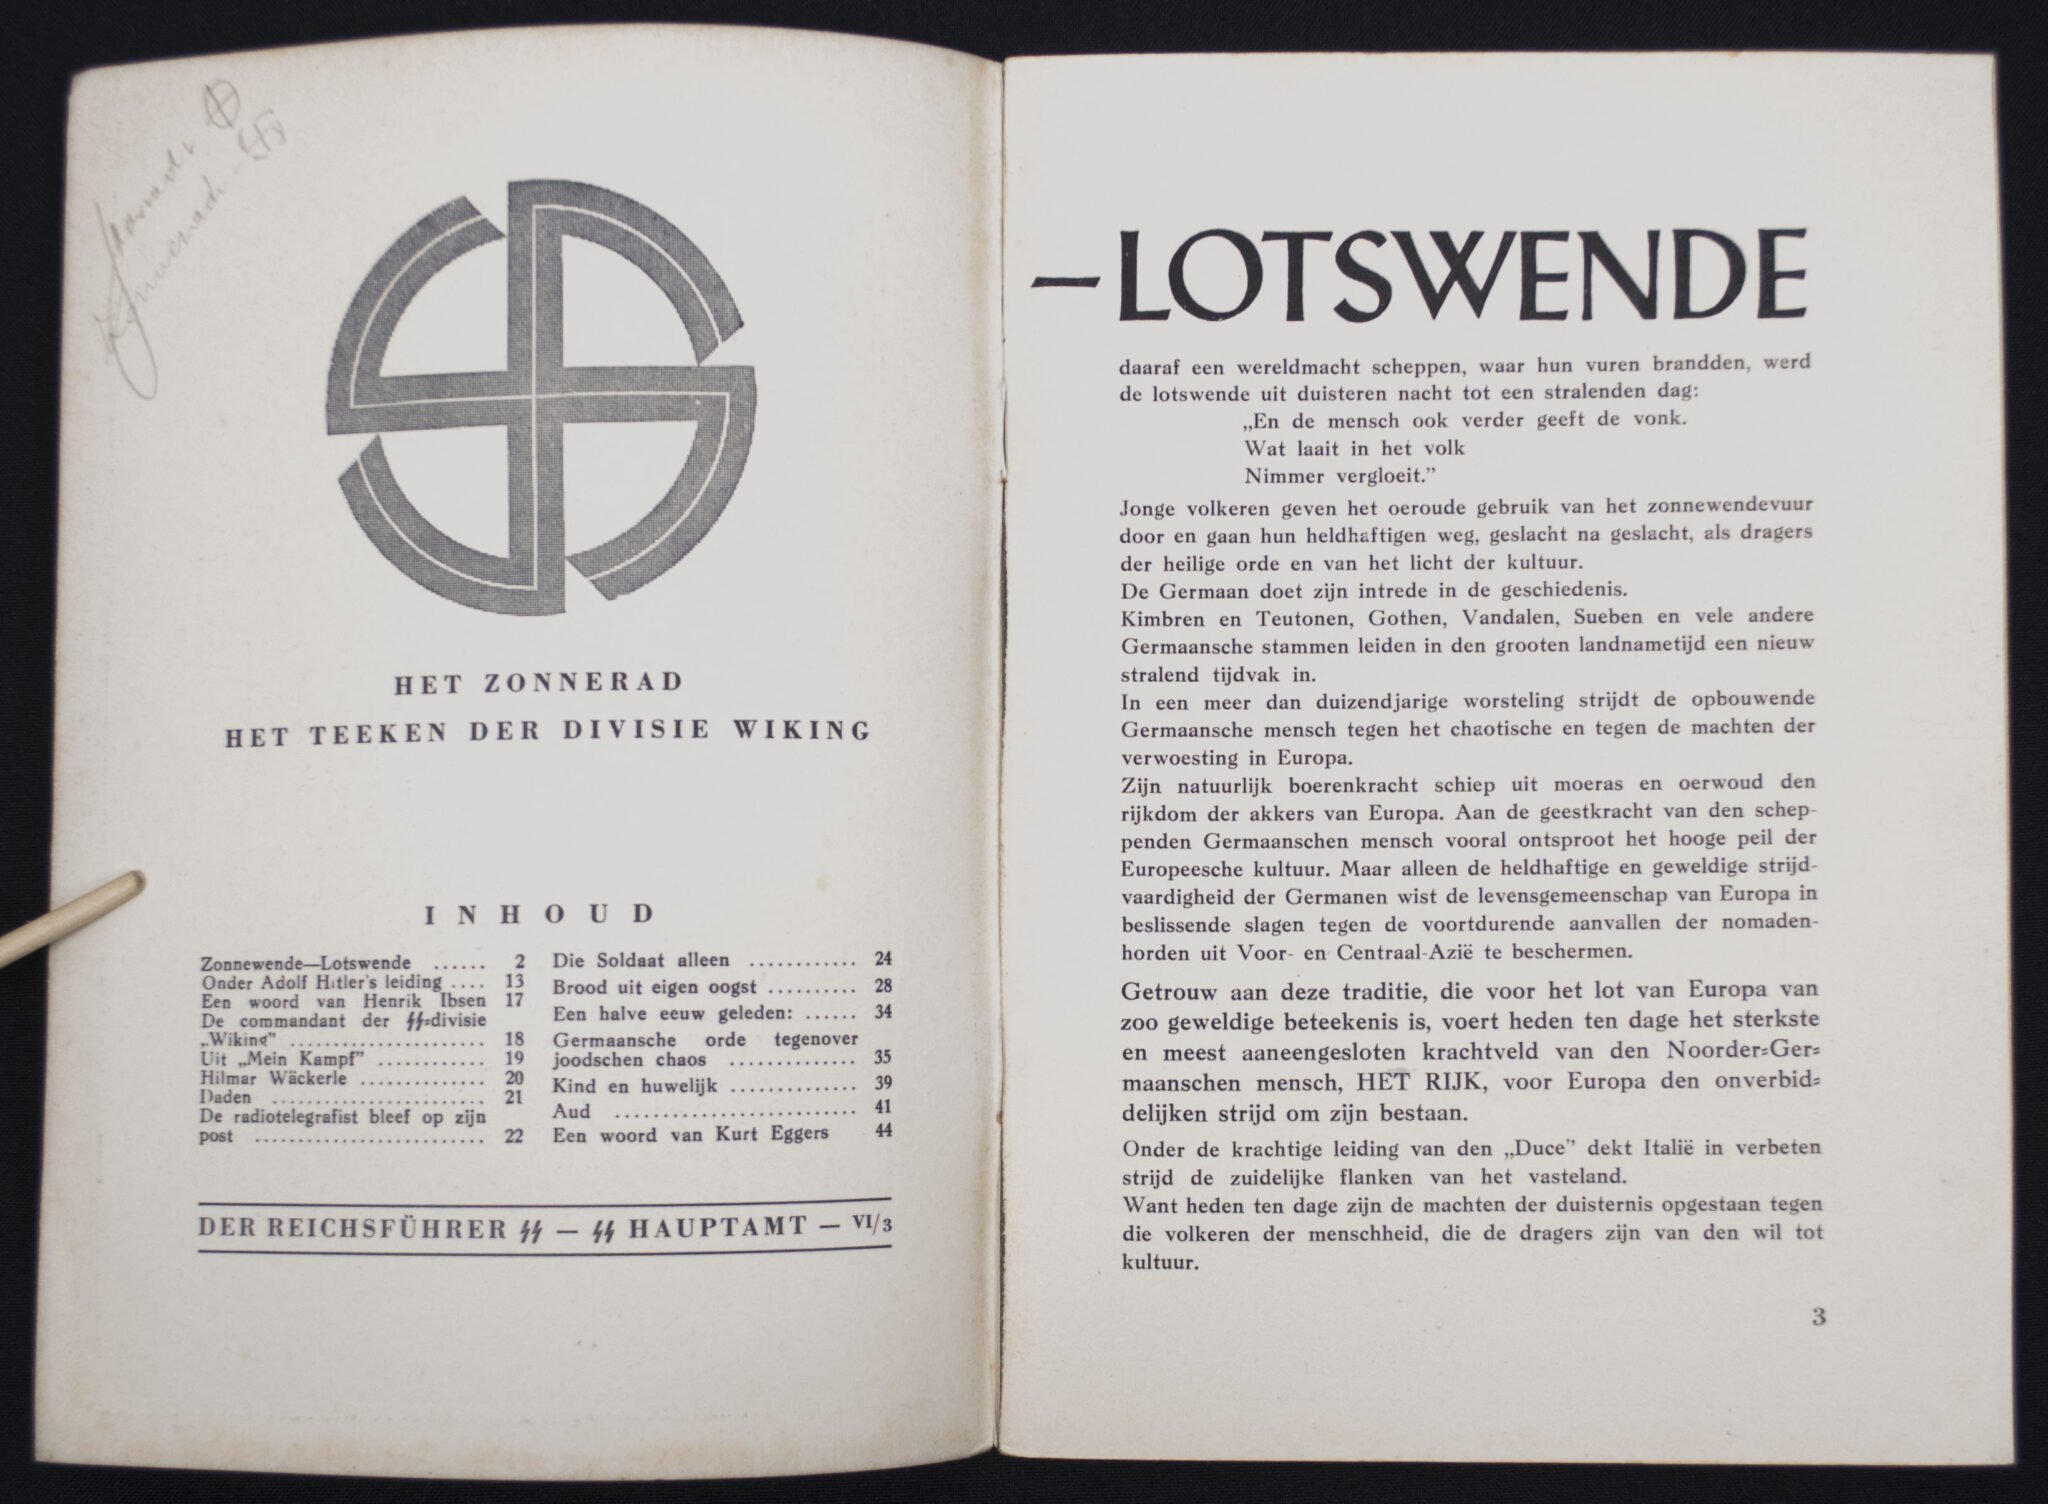 HET ZONNERAD
HET TEEKEN DER DIVISIE WIKING
INHOUD
Zonnewende—Lotswende ...... 2
Onder Adolf Hitler's leiding .... 13
Een woord van Henrik Ibsen 17
De commandant der SS-divisie
„Wiking” ...................... 18
Uit „Mein Kampf” ............ 19
Hilmar Wäckerle .............. 20
Daden ........................ 21
De radiotelegrafist bleef op zijn
post .......................... 22
Die Soldaat alleen ............ 24
Brood uit eigen oogst .......... 28
Een halve eeuw geleden: ...... 34
Germaansche orde tegenover
joodschen chaos .............. 35
Kind en huwelijk .............. 39
Aud .......................... 41
Een woord van Kurt Eggers 44
DER REICHSFÜHRER SS — SS HAUPTAMT — VI/3
—LOTSWENDE
daaraf een wereldmacht scheppen, waar hun vuren brandden, werd
de lotswende uit duisteren nacht tot een stralenden dag:
„En de mensch ook verder geeft de vonk.
Wat laait in het volk
Nimmer vergloeit.”
Jonge volkeren geven het oeroude gebruik van het zonnewendevuur
door en gaan hun heldhaftigen weg, geslacht na geslacht, als dragers
der heilige orde en van het licht der kultuur.
De Germaan doet zijn intrede in de geschiedenis.
Kimbren en Teutonen, Gothen, Vandalen, Sueben en vele andere
Germaansche stammen leiden in den grooten landnametijd een nieuw
stralend tijdvak in.
In een meer dan duizendjarige worsteling strijdt de opbouwende
Germaansche mensch tegen het chaotische en tegen de machten der
verwoesting in Europa.
Zijn natuurlijk boerenkracht schiep uit moeras en oerwoud den
rijkdom der akkers van Europa. Aan de geestkracht van den schep-
penden Germaanschen mensch vooral ontsproot het hooge peil der
Europeesche kultuur. Maar alleen de heldhaftige en geweldige strijd-
vaardigheid der Germanen wist de levensgemeenschap van Europa in
beslissende slagen tegen de voortdurende aanvallen der nomaden-
horden uit Voor- en Centraal-Azië te beschermen.
Getrouw aan deze traditie, die voor het lot van Europa van
zoo geweldige beteekenis is, voert heden ten dage het sterkste
en meest aaneengesloten krachtveld van den Noorder-Ger-
maanschen mensch, HET RIJK, voor Europa den onverbid-
delijken strijd om zijn bestaan.
Onder de krachtige leiding van den „Duce” dekt Italië in verbeten
strijd de zuidelijke flanken van het vasteland.
Want heden ten dage zijn de machten der duisternis opgestaan tegen
die volkeren der menschheid, die de dragers zijn van den wil tot
kultuur.
3